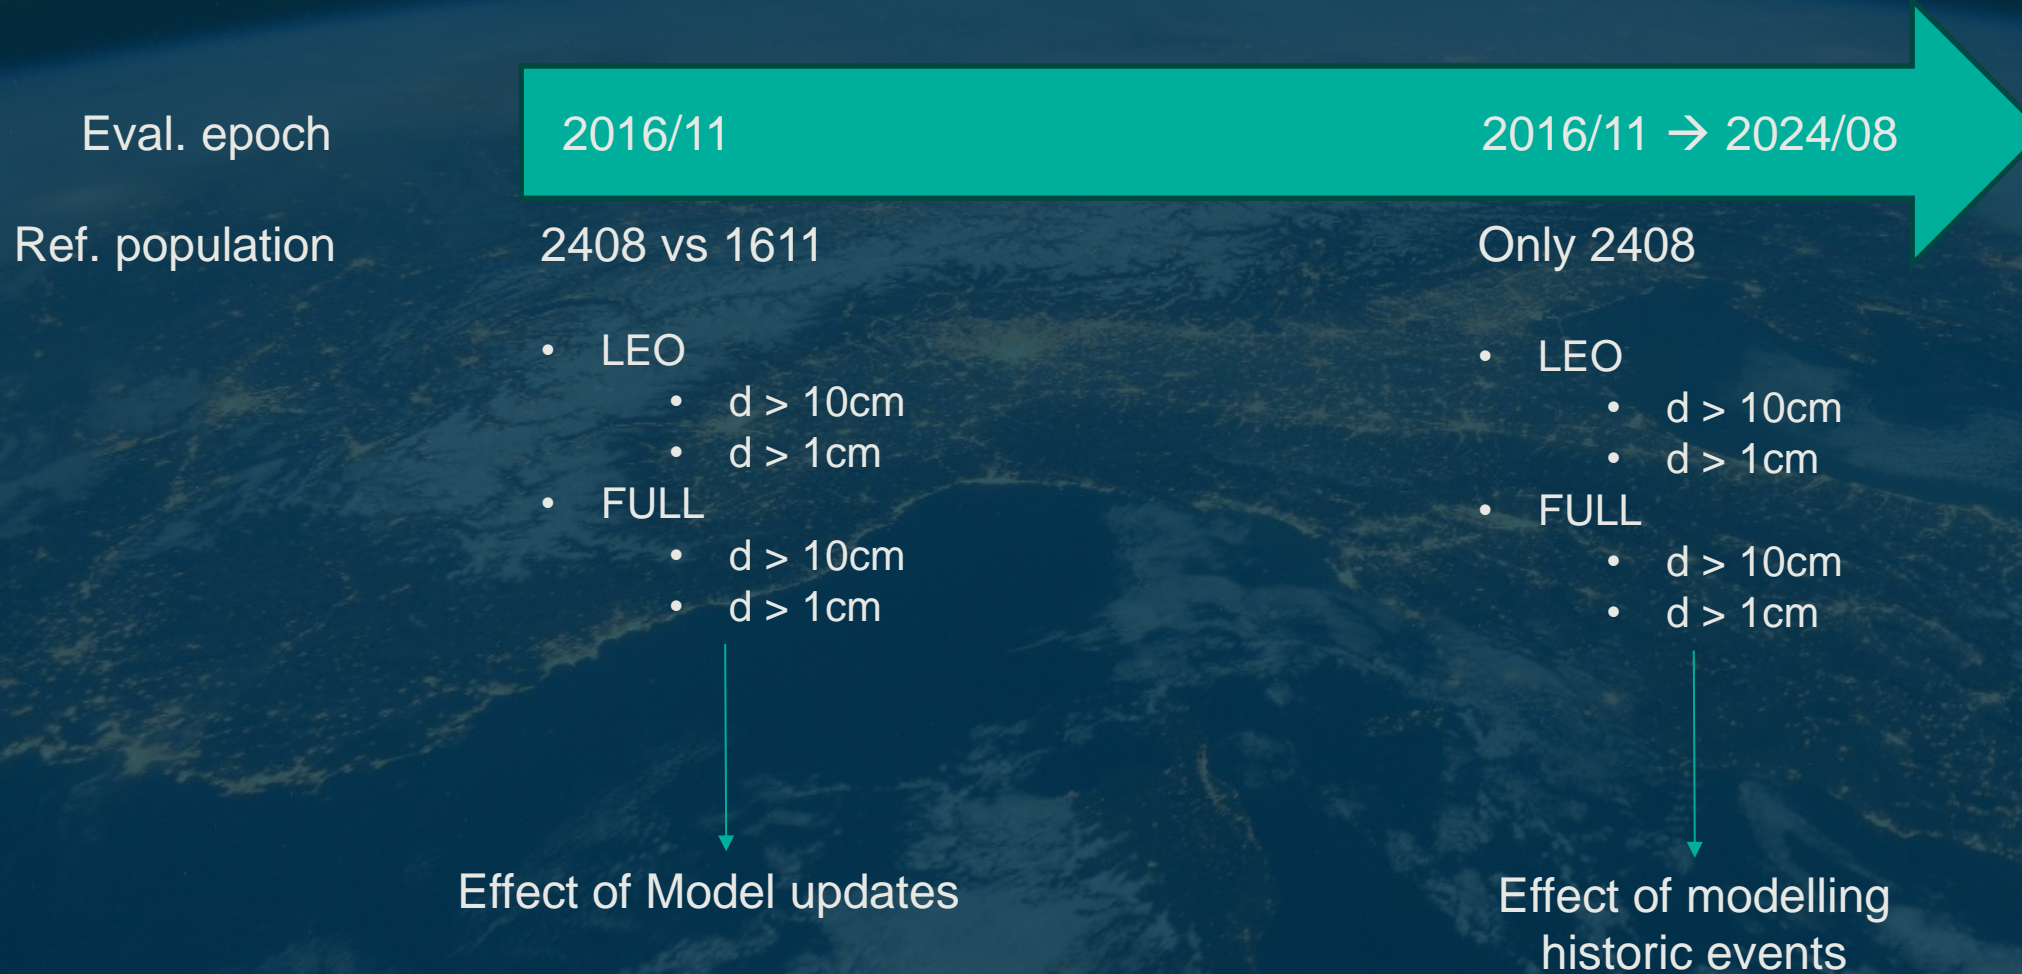 Eval. epoch
2016/11
2016/11 → 2024/08
Ref. population
2408 vs 1611
Only 2408
• LEO
• d > 10cm
• d > 1cm
• FULL
• d > 10cm
• d > 1cm
Effect of Model updates
• LEO
• d > 10cm
• d > 1cm
• FULL
• d > 10cm
• d > 1cm
Effect of modelling
historic events